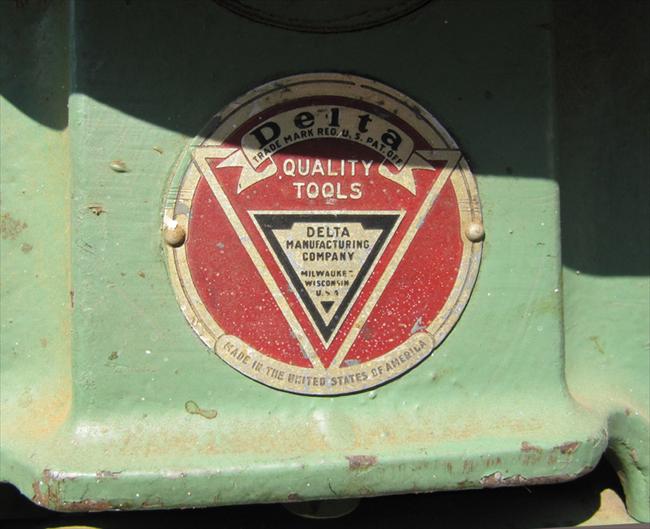 Delta
TRADE MARK REG. U. S. PAT. OFF.
QUALITY
TOOLS
DELTA
MANUFACTURING
COMPANY
MILWAUKEE
WISCONSIN
U.S.A
MADE IN THE UNITED STATES OF AMERICA